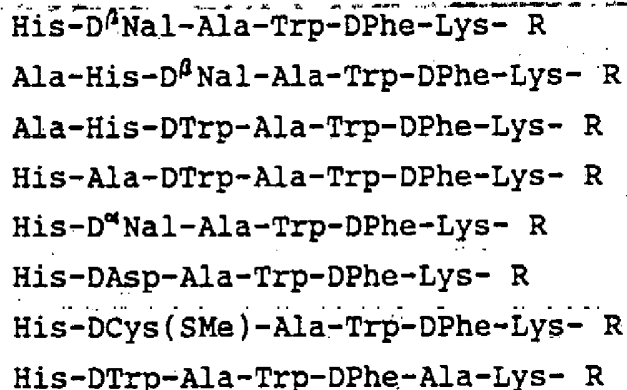 His-DᵝNal-Ala-Trp-DPhe-Lys- R
Ala-His-DᵝNal-Ala-Trp-DPhe-Lys- R
Ala-His-DTrp-Ala-Trp-DPhe-Lys- R
His-Ala-DTrp-Ala-Trp-DPhe-Lys- R
His-DᵅNal-Ala-Trp-DPhe-Lys- R
His-DAsp-Ala-Trp-DPhe-Lys- R
His-DCys(SMe)-Ala-Trp-DPhe-Lys- R
His-DTrp-Ala-Trp-DPhe-Ala-Lys- R